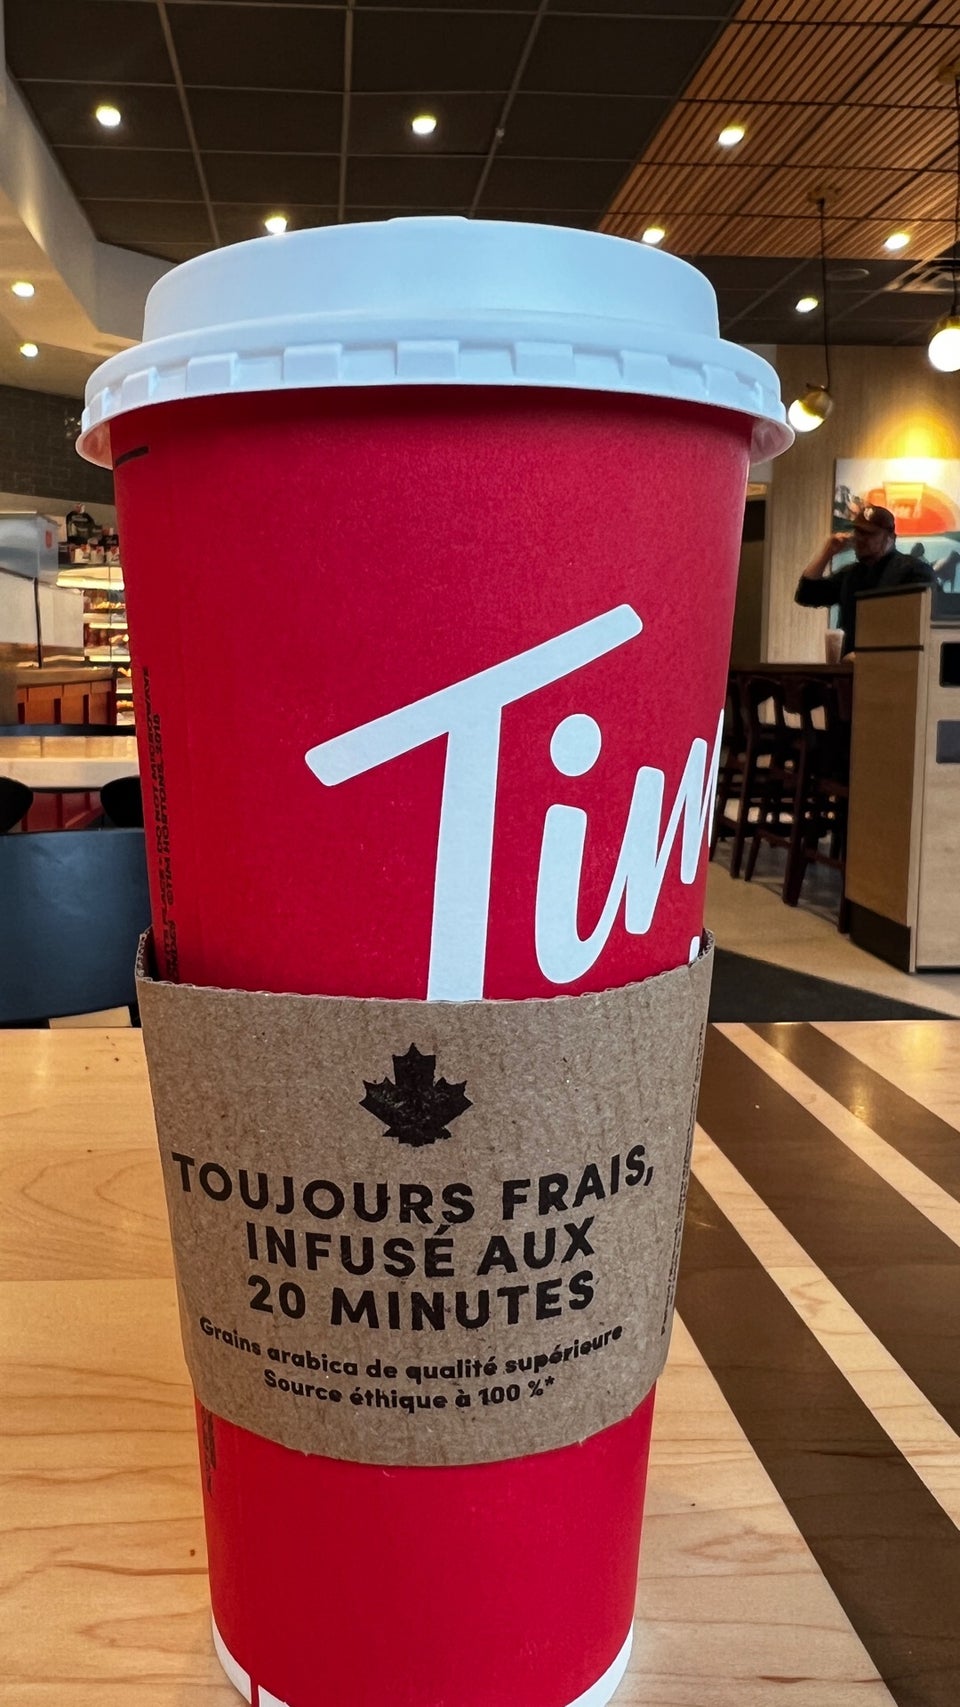 Tim
TOUJOURS FRAIS,
INFUSÉ AUX
20 MINUTES
Grains arabica de qualité supérieure
Source éthique à 100 %*